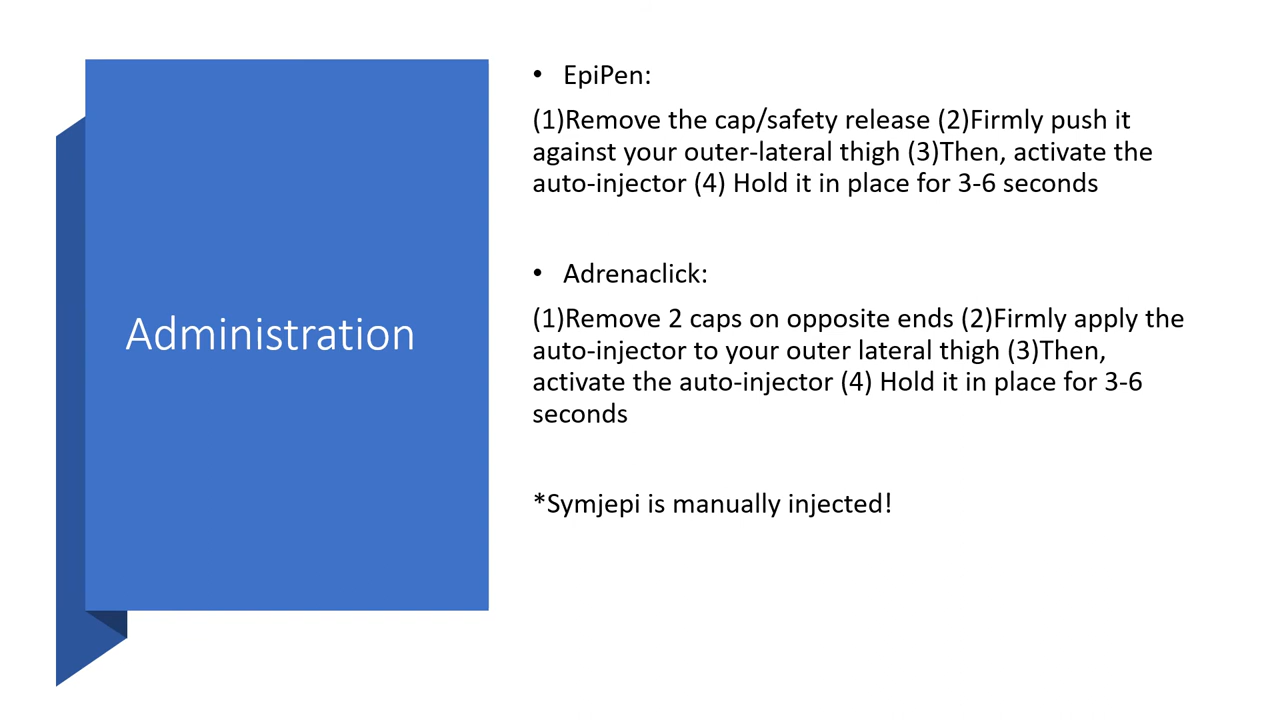 Administration
• EpiPen:
(1)Remove the cap/safety release (2)Firmly push it
against your outer-lateral thigh (3)Then, activate the
auto-injector (4) Hold it in place for 3-6 seconds
• Adrenaclick:
(1)Remove 2 caps on opposite ends (2)Firmly apply the
auto-injector to your outer lateral thigh (3)Then,
activate the auto-injector (4) Hold it in place for 3-6
seconds
*Symjepi is manually injected!